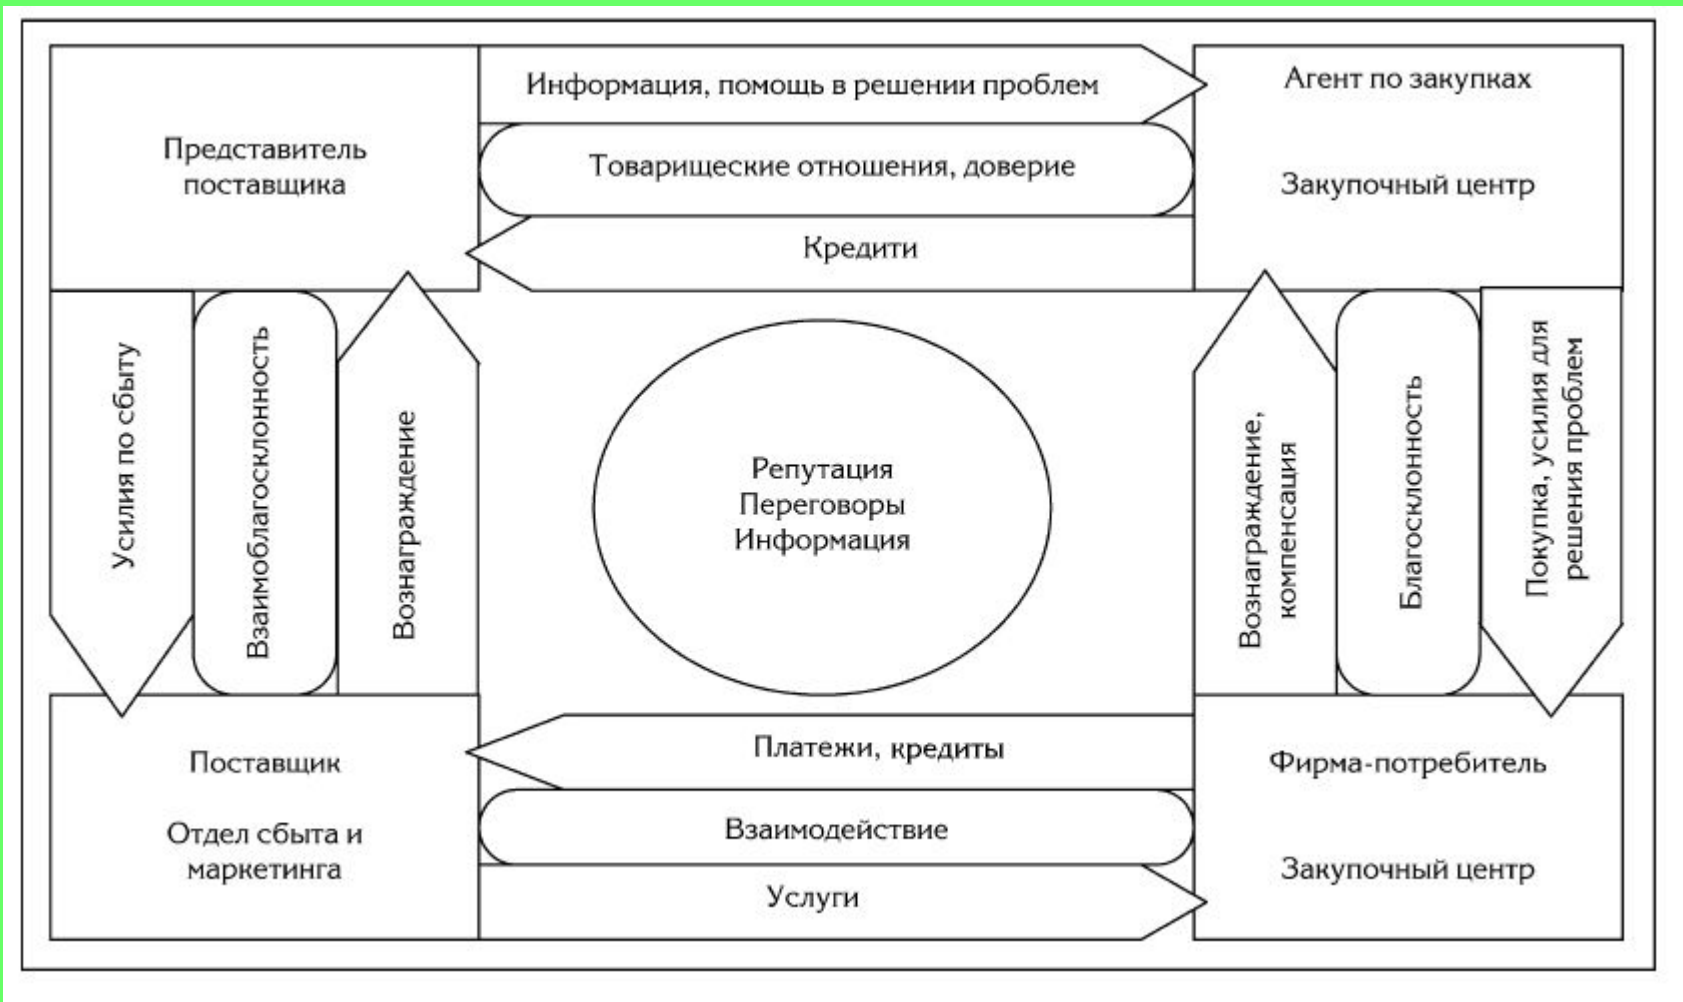 Представитель
поставщика
Информация, помощь в решении проблем
Товарищеские отношения, доверие
Кредити
Агент по закупках
Закупочный центр
Усилия по сбыту
Взаимоблагосклонность
Вознаграждение
Репутация
Переговоры
Информация
Вознаграждение,
компенсация
Благосклонность
Покупка, усилия для
решения проблем
Поставщик
Отдел сбыта и
маркетинга
Платежи, кредиты
Взаимодействие
Услуги
Фирма-потребитель
Закупочный центр